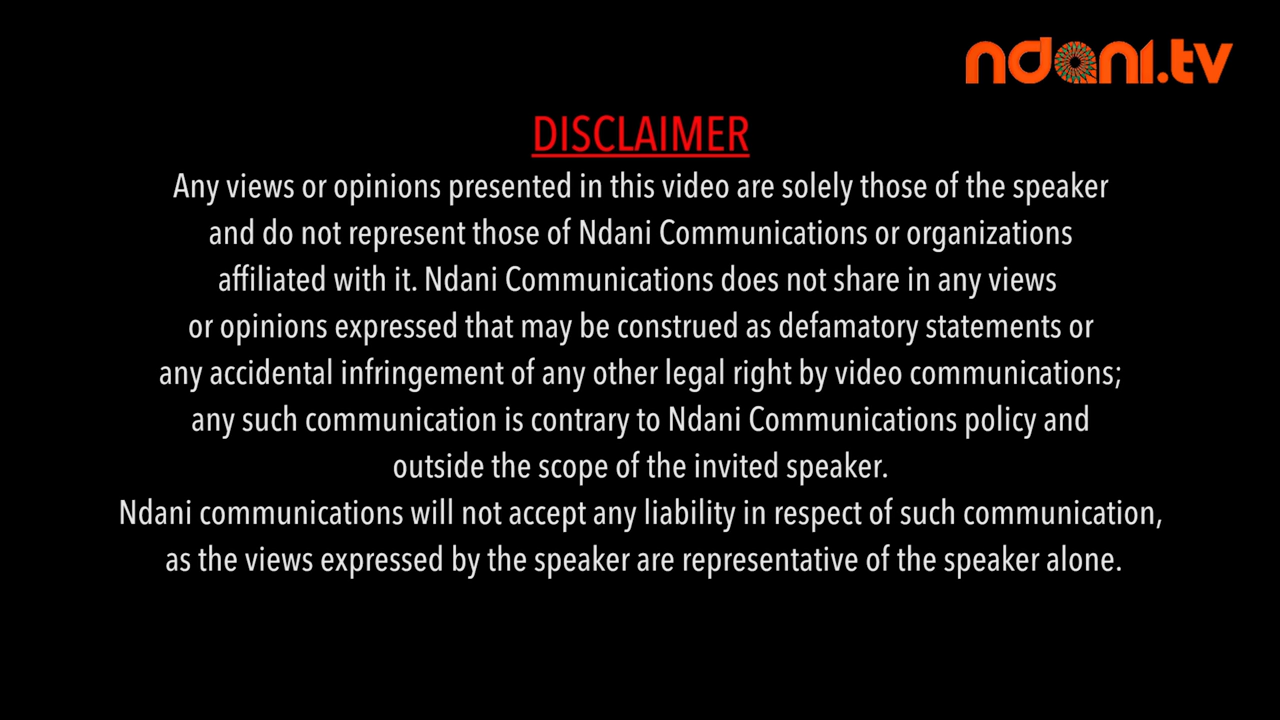 ndani.tv
DISCLAIMER
Any views or opinions presented in this video are solely those of the speaker
and do not represent those of Ndani Communications or organizations
affiliated with it. Ndani Communications does not share in any views
or opinions expressed that may be construed as defamatory statements or
any accidental infringement of any other legal right by video communications;
any such communication is contrary to Ndani Communications policy and
outside the scope of the invited speaker.
Ndani communications will not accept any liability in respect of such communication,
as the views expressed by the speaker are representative of the speaker alone.